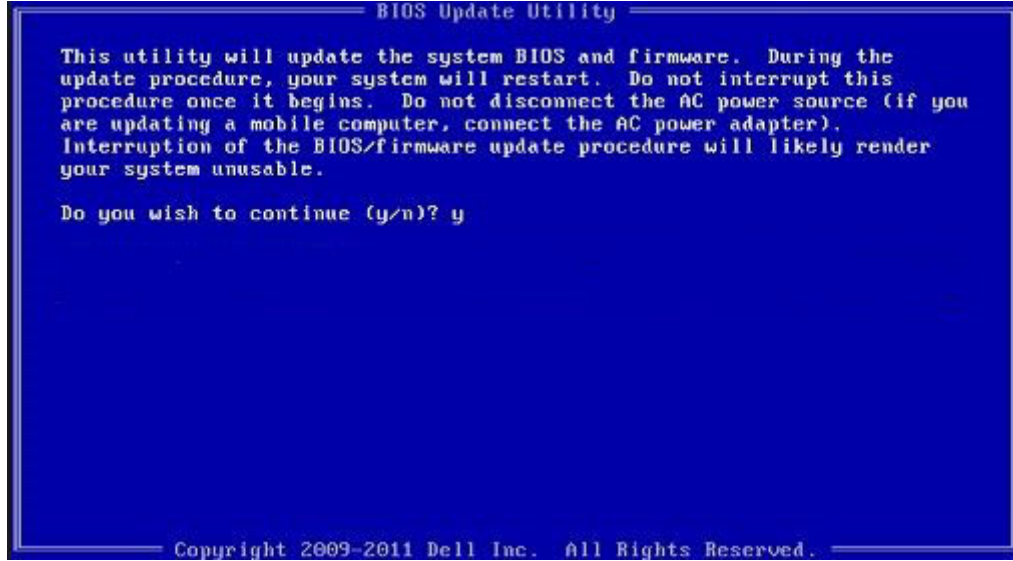 BIOS Update Utility
This utility will update the system BIOS and firmware. During the
update procedure, your system will restart. Do not interrupt this
procedure once it begins. Do not disconnect the AC power source (if you
are updating a mobile computer, connect the AC power adapter).
Interruption of the BIOS/firmware update procedure will likely render
your system unusable.
Do you wish to continue (y/n)? y
Copyright 2009-2011 Dell Inc. All Rights Reserved.